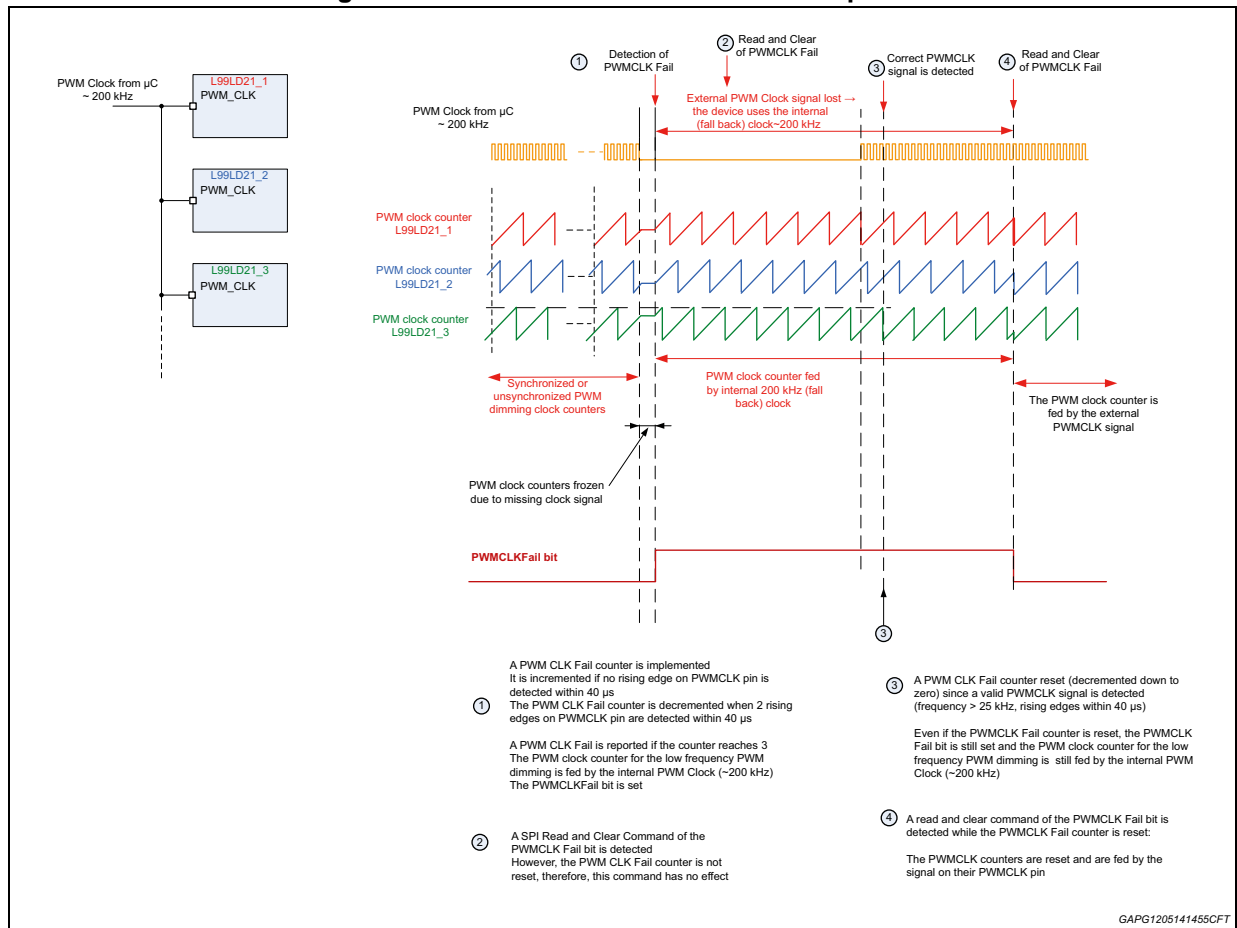 PWM Clock from µC
~ 200 kHz
L99LD21_1
PWM_CLK
L99LD21_2
PWM_CLK
L99LD21_3
PWM_CLK
1
Detection of
PWMCLK Fail
2
Read and Clear
of PWMCLK Fail
3
Correct PWMCLK
signal is detected
4
Read and Clear
of PWMCLK Fail
PWM Clock from µC
~ 200 kHz
External PWM Clock signal lost →
the device uses the internal
(fall back) clock~200 kHz
PWM clock counter
L99LD21_1
PWM clock counter
L99LD21_2
PWM clock counter
L99LD21_3
Synchronized or
unsynchronized PWM
dimming clock counters
PWM clock counter fed
by internal 200 kHz (fall
back) clock
The PWM clock counter is
fed by the external
PWMCLK signal
PWM clock counters frozen
due to missing clock signal
PWMCLKFail bit
3
1
A PWM CLK Fail counter is implemented
It is incremented if no rising edge on PWMCLK pin is
detected within 40 µs
The PWM CLK Fail counter is decremented when 2 rising
edges on PWMCLK pin are detected within 40 µs
A PWM CLK Fail is reported if the counter reaches 3
The PWM clock counter for the low frequency PWM
dimming is fed by the internal PWM Clock (~200 kHz)
The PWMCLKFail bit is set
2
A SPI Read and Clear Command of the
PWMCLK Fail bit is detected
However, the PWM CLK Fail counter is not
reset, therefore, this command has no effect
3
A PWM CLK Fail counter reset (decremented down to
zero) since a valid PWMCLK signal is detected
(frequency > 25 kHz, rising edges within 40 µs)
Even if the PWMCLK Fail counter is reset, the PWMCLK
Fail bit is still set and the PWM clock counter for the low
frequency PWM dimming is still fed by the internal PWM
Clock (~200 kHz)
4
A read and clear command of the PWMCLK Fail bit is
detected while the PWMCLK Fail counter is reset:
The PWMCLK counters are reset and are fed by the
signal on their PWMCLK pin
GAPG1205141455CFT